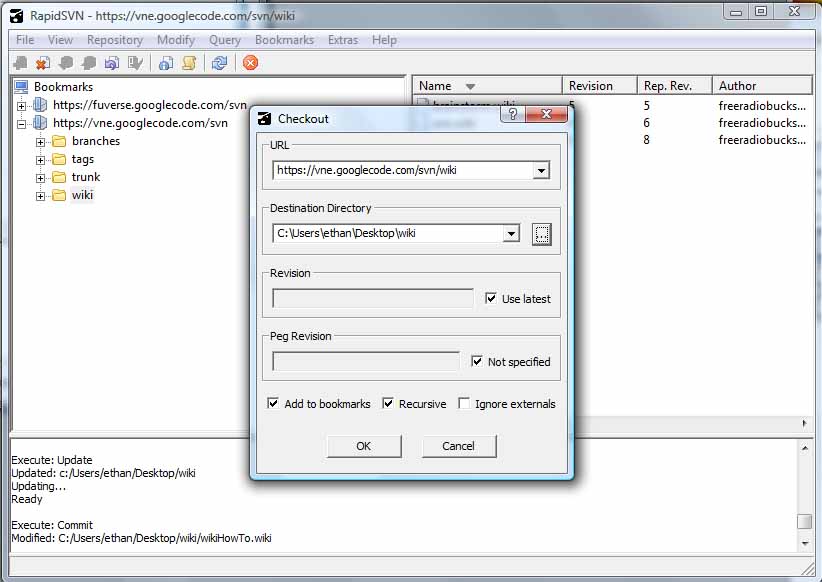 RapidSVN - https://vne.googlecode.com/svn/wiki
File View Repository Modify Query Bookmarks Extras Help
Bookmarks
https://fuverse.googlecode.com/svn
https://vne.googlecode.com/svn
branches
tags
trunk
wiki
Name Revision Rep. Rev. Author
5 5 freeradiobucks...
6 freeradiobucks...
8 freeradiobucks...
Checkout
URL
https://vne.googlecode.com/svn/wiki
Destination Directory
C:\Users\ethan\Desktop\wiki
...
Revision
Use latest
Peg Revision
Not specified
Add to bookmarks Recursive Ignore externals
OK Cancel
Execute: Update
Updated: c:/Users/ethan/Desktop/wiki
Updating...
Ready
Execute: Commit
Modified: C:/Users/ethan/Desktop/wiki/wikiHowTo.wiki